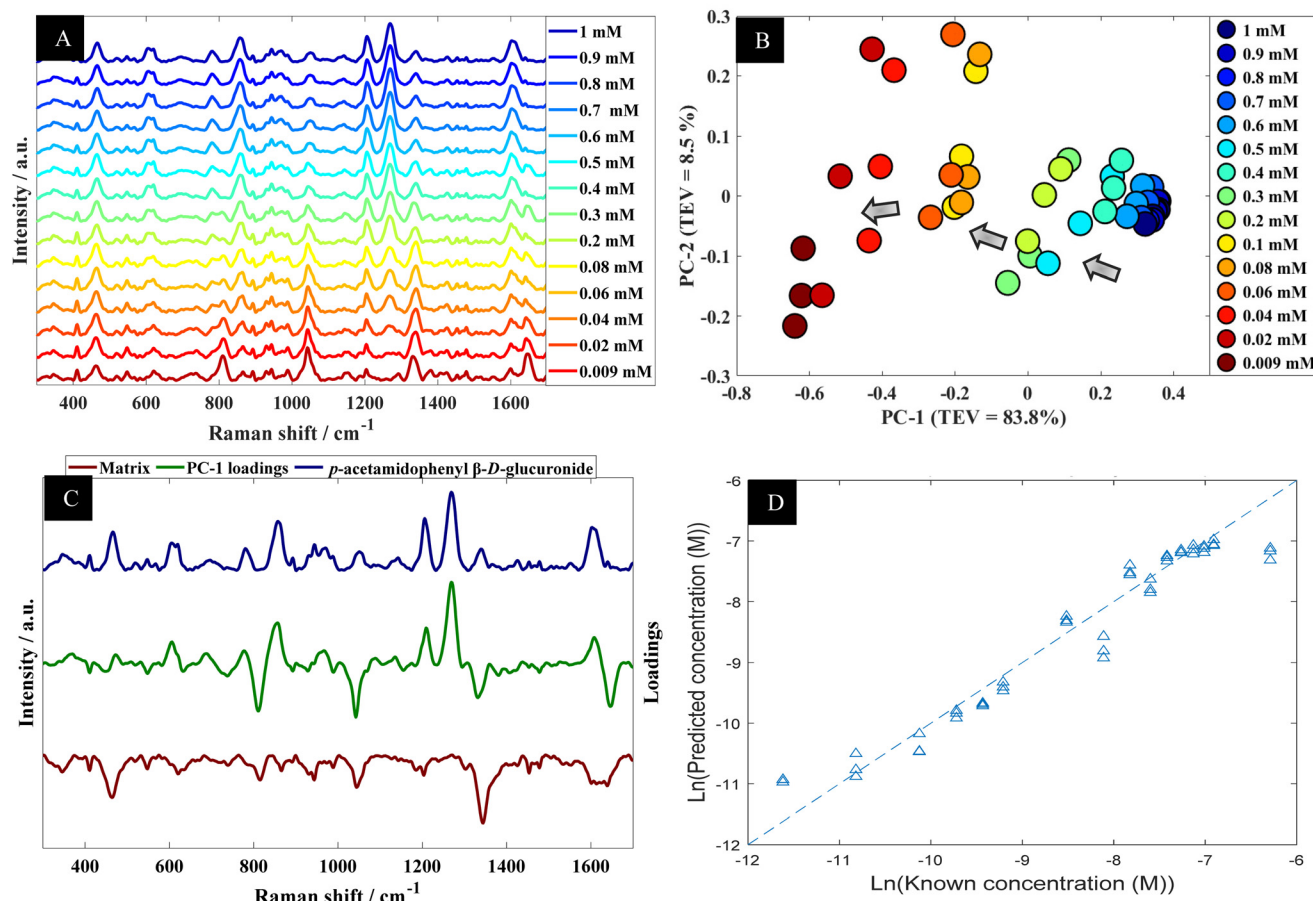 A
1 mM
0.9 mM
0.8 mM
0.7 mM
0.6 mM
0.5 mM
0.4 mM
0.3 mM
0.2 mM
0.08 mM
0.06 mM
0.04 mM
0.02 mM
0.009 mM
Intensity / a.u.
400 600 800 1000 1200 1400 1600
Raman shift / cm-1
B
0.3
0.2
0.1
0
-0.1
-0.2
-0.3
PC-2 (TEV = 8.5 %)
-0.8 -0.6 -0.4 -0.2 0 0.2 0.4
PC-1 (TEV = 83.8%)
1 mM
0.9 mM
0.8 mM
0.7 mM
0.6 mM
0.5 mM
0.4 mM
0.3 mM
0.2 mM
0.1 mM
0.08 mM
0.06 mM
0.04 mM
0.02 mM
0.009 mM
Matrix PC-1 loadings p-acetamidophenyl β-D-glucuronide
C
Intensity / a.u.
Loadings
400 600 800 1000 1200 1400 1600
Raman shift / cm-1
D
-6
-7
-8
-9
-10
-11
-12
Ln(Predicted concentration (M))
-12 -11 -10 -9 -8 -7 -6
Ln(Known concentration (M))